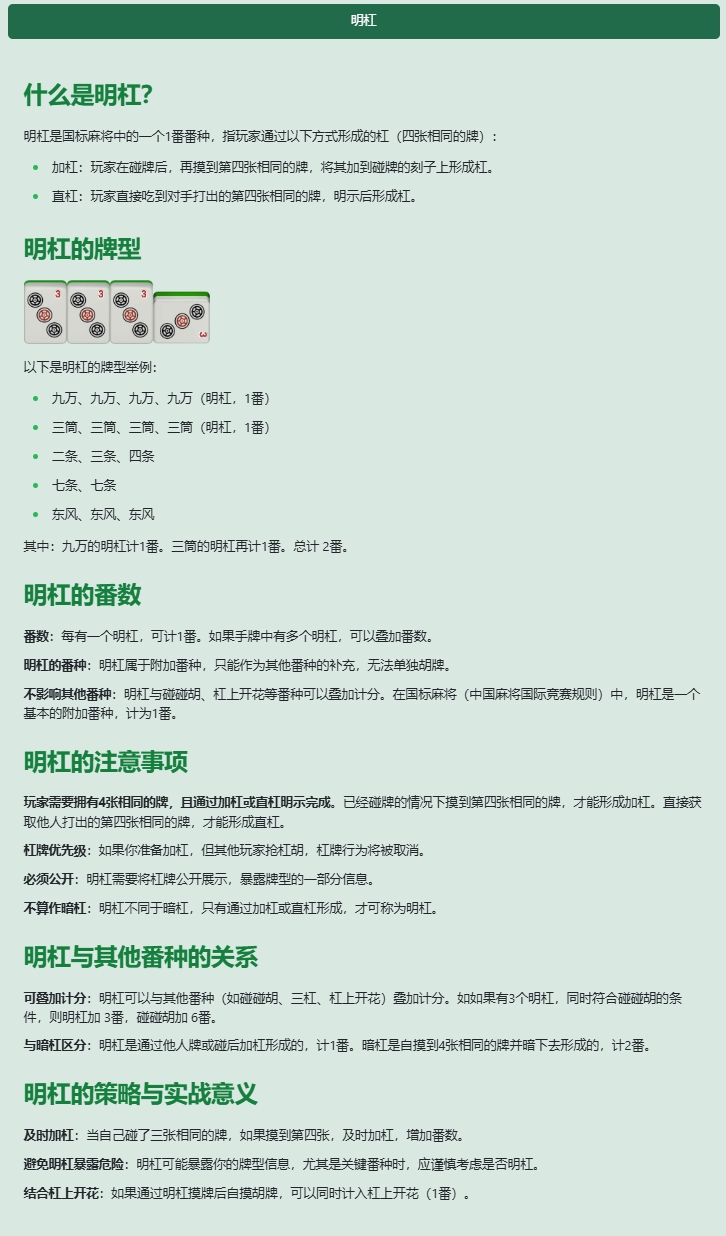 明杠
什么是明杠?
明杠是国标麻将中的一个1番番种，指玩家通过以下方式形成的杠（四张相同的牌）：
加杠：玩家在碰牌后，再摸到第四张相同的牌，将其加到碰牌的刻子上形成杠。
直杠：玩家直接吃到对手打出的第四张相同的牌，明示后形成杠。
明杠的牌型
3 3 3 3
以下是明杠的牌型举例：
九万、九万、九万、九万（明杠，1番）
三筒、三筒、三筒、三筒（明杠，1番）
二条、三条、四条
七条、七条
东风、东风、东风
其中：九万的明杠计1番。三筒的明杠再计1番。总计 2番。
明杠的番数
番数：每有一个明杠，可计1番。如果手牌中有多个明杠，可以叠加番数。
明杠的番种：明杠属于附加番种，只能作为其他番种的补充，无法单独胡牌。
不影响其他番种：明杠与碰碰胡、杠上开花等番种可以叠加计分。在国标麻将（中国麻将国际竞赛规则）中，明杠是一个
基本的附加番种，计为1番。
明杠的注意事项
玩家需要拥有4张相同的牌，且通过加杠或直杠明示完成。已经碰牌的情况下摸到第四张相同的牌，才能形成加杠。直接获
取他人打出的第四张相同的牌，才能形成直杠。
杠牌优先级：如果你准备加杠，但其他玩家抢杠胡，杠牌行为将被取消。
必须公开：明杠需要将杠牌公开展示，暴露牌型的一部分信息。
不算作暗杠：明杠不同于暗杠，只有通过加杠或直杠形成，才可称为明杠。
明杠与其他番种的关系
可叠加计分：明杠可以与其他番种（如碰碰胡、三杠、杠上开花）叠加计分。如如果有3个明杠，同时符合碰碰胡的条
件，则明杠加 3番，碰碰胡加 6番。
与暗杠区分：明杠是通过他人牌或碰后加杠形成的，计1番。暗杠是自摸到4张相同的牌并暗下去形成的，计2番。
明杠的策略与实战意义
及时加杠：当自己碰了三张相同的牌，如果摸到第四张，及时加杠，增加番数。
避免明杠暴露危险：明杠可能暴露你的牌型信息，尤其是关键番种时，应谨慎考虑是否明杠。
结合杠上开花：如果通过明杠摸牌后自摸胡牌，可以同时计入杠上开花（1番）。